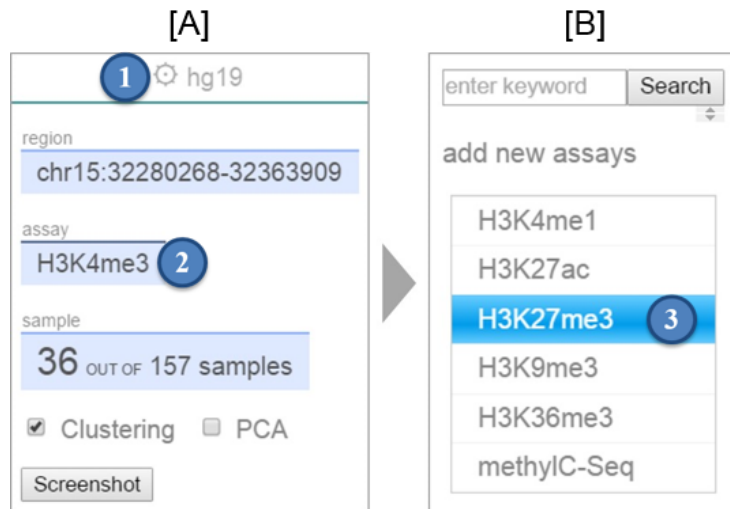 [A]
1 hg19
region
chr15:32280268-32363909
assay
H3K4me3 2
sample
36 OUT OF 157 samples
Clustering PCA
Screenshot
[B]
enter keyword Search
add new assays
H3K4me1
H3K27ac
H3K27me3 3
H3K9me3
H3K36me3
methylC-Seq